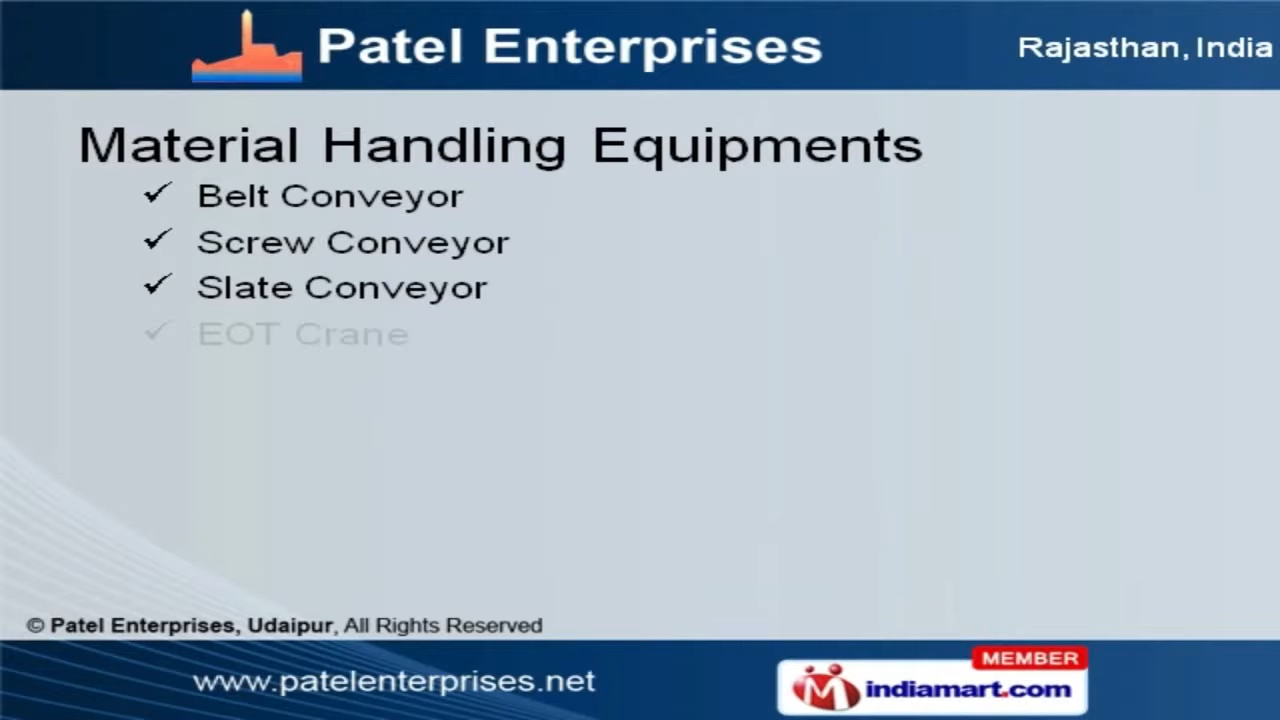 Patel Enterprises
Rajasthan, India
Material Handling Equipments
✓ Belt Conveyor
✓ Screw Conveyor
✓ Slate Conveyor
✓ EOT Crane
© Patel Enterprises, Udaipur, All Rights Reserved
www.patelenterprises.net
MEMBER
indiamart.com